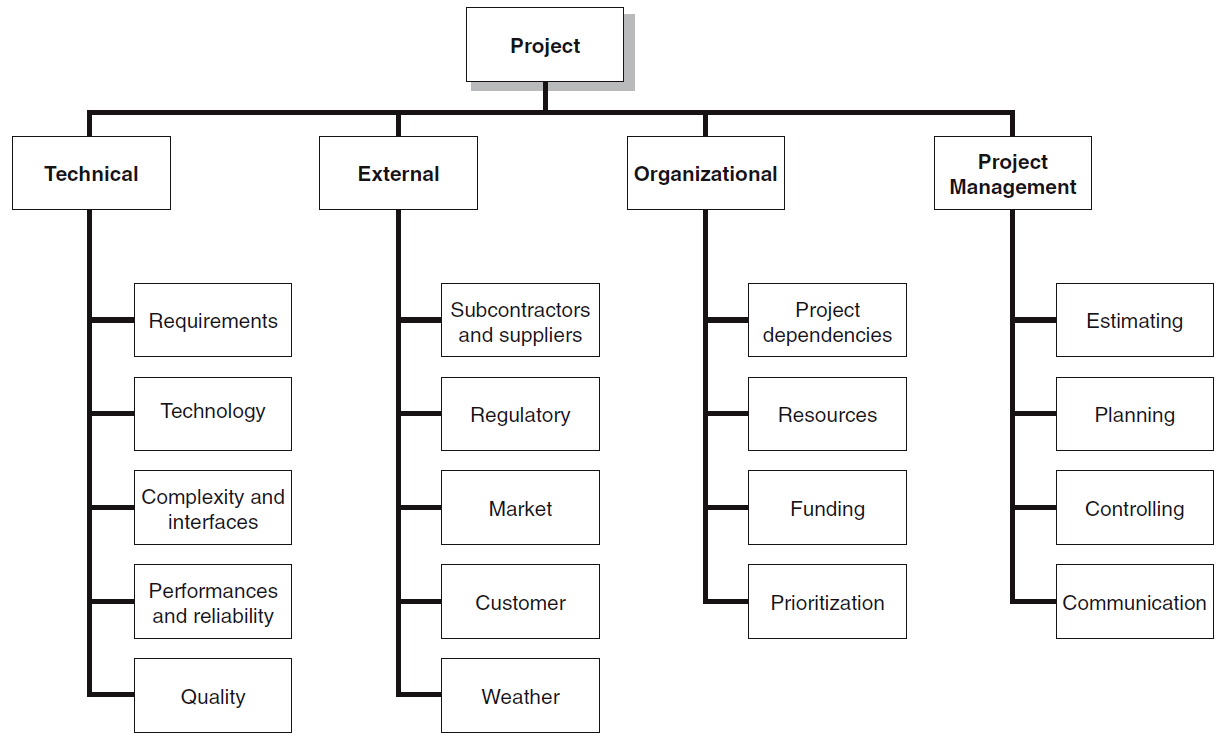 Project
Technical
External
Organizational
Project
Management
Requirements
Technology
Complexity and
interfaces
Performances
and reliability
Quality
Subcontractors
and suppliers
Regulatory
Market
Customer
Weather
Project
dependencies
Resources
Funding
Prioritization
Estimating
Planning
Controlling
Communication